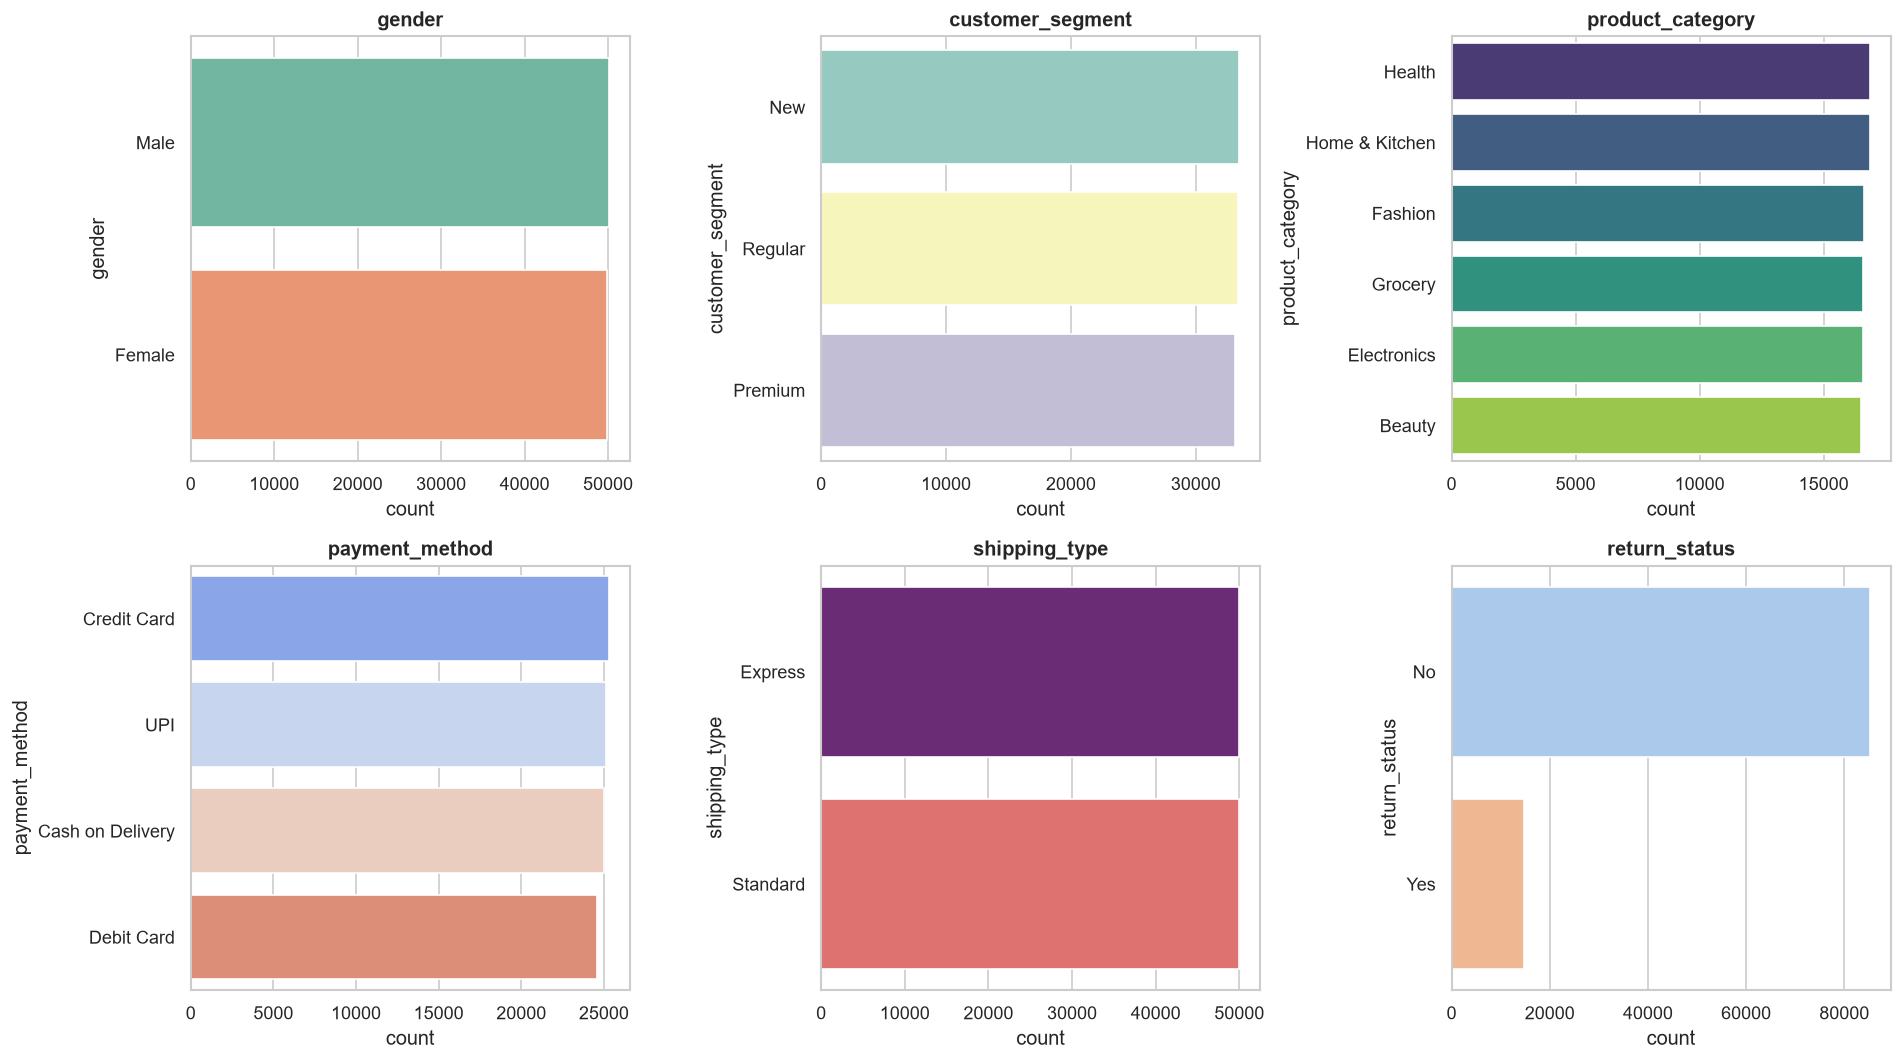 gender
Male
Female
gender
0 10000 20000 30000 40000 50000
count
customer_segment
New
Regular
Premium
customer_segment
0 10000 20000 30000
count
product_category
Health
Home & Kitchen
Fashion
Grocery
Electronics
Beauty
product_category
0 5000 10000 15000
count
payment_method
Credit Card
UPI
Cash on Delivery
Debit Card
payment_method
0 5000 10000 15000 20000 25000
count
shipping_type
Express
Standard
shipping_type
0 10000 20000 30000 40000 50000
count
return_status
No
Yes
return_status
0 20000 40000 60000 80000
count